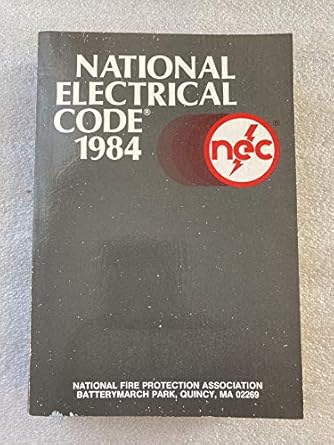 NATIONAL
ELECTRICAL
CODE®
1984
nec®
NATIONAL FIRE PROTECTION ASSOCIATION
BATTERYMARCH PARK, QUINCY, MA 02269